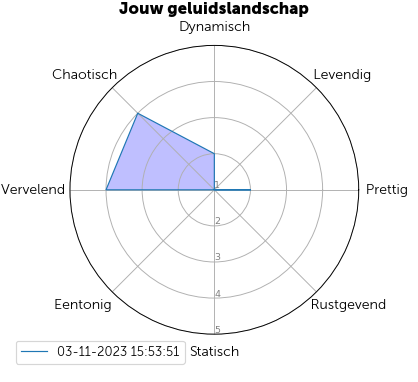 Jouw geluidslandschap
Dynamisch
Chaotisch
Levendig
Vervelend
Prettig
1
2
3
4
5
Eentonig
Rustgevend
Statisch
03-11-2023 15:53:51